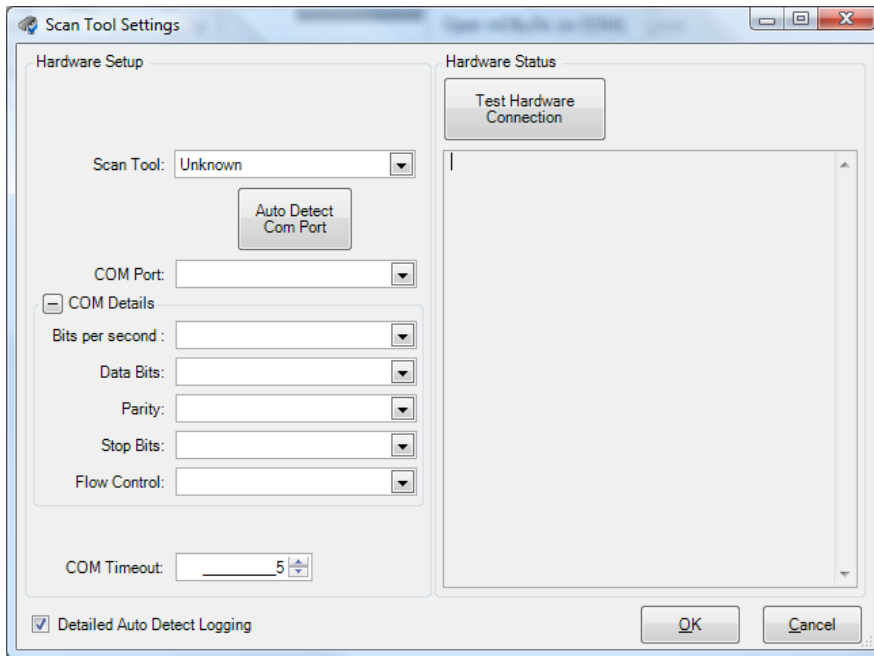 Scan Tool Settings
Hardware Setup
Scan Tool: Unknown
Auto Detect
Com Port
COM Port:
COM Details
Bits per second :
Data Bits:
Parity:
Stop Bits:
Flow Control:
COM Timeout: 5
Detailed Auto Detect Logging
Hardware Status
Test Hardware
Connection
OK
Cancel